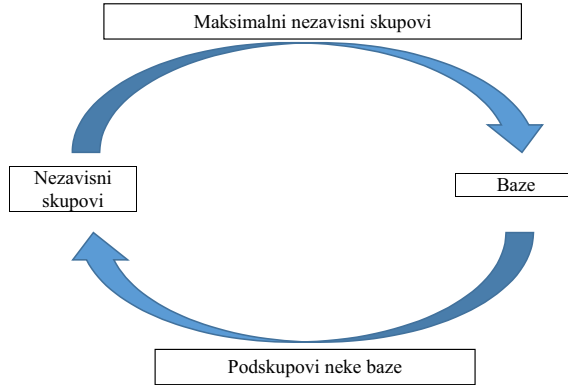 Maksimalni nezavisni skupovi
Nezavisni
skupovi
Baze
Podskupovi neke baze